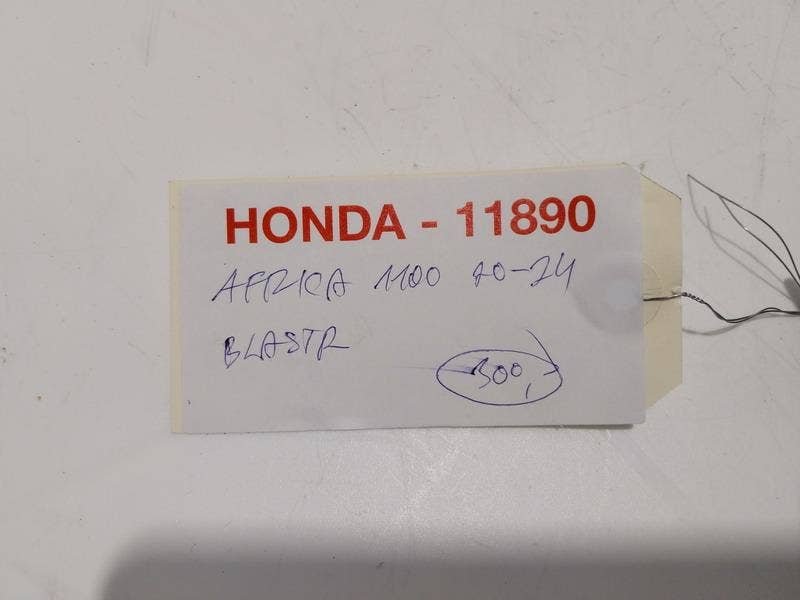 HONDA - 11890
AFRICA 1100 20-24
BLASTR
300,-